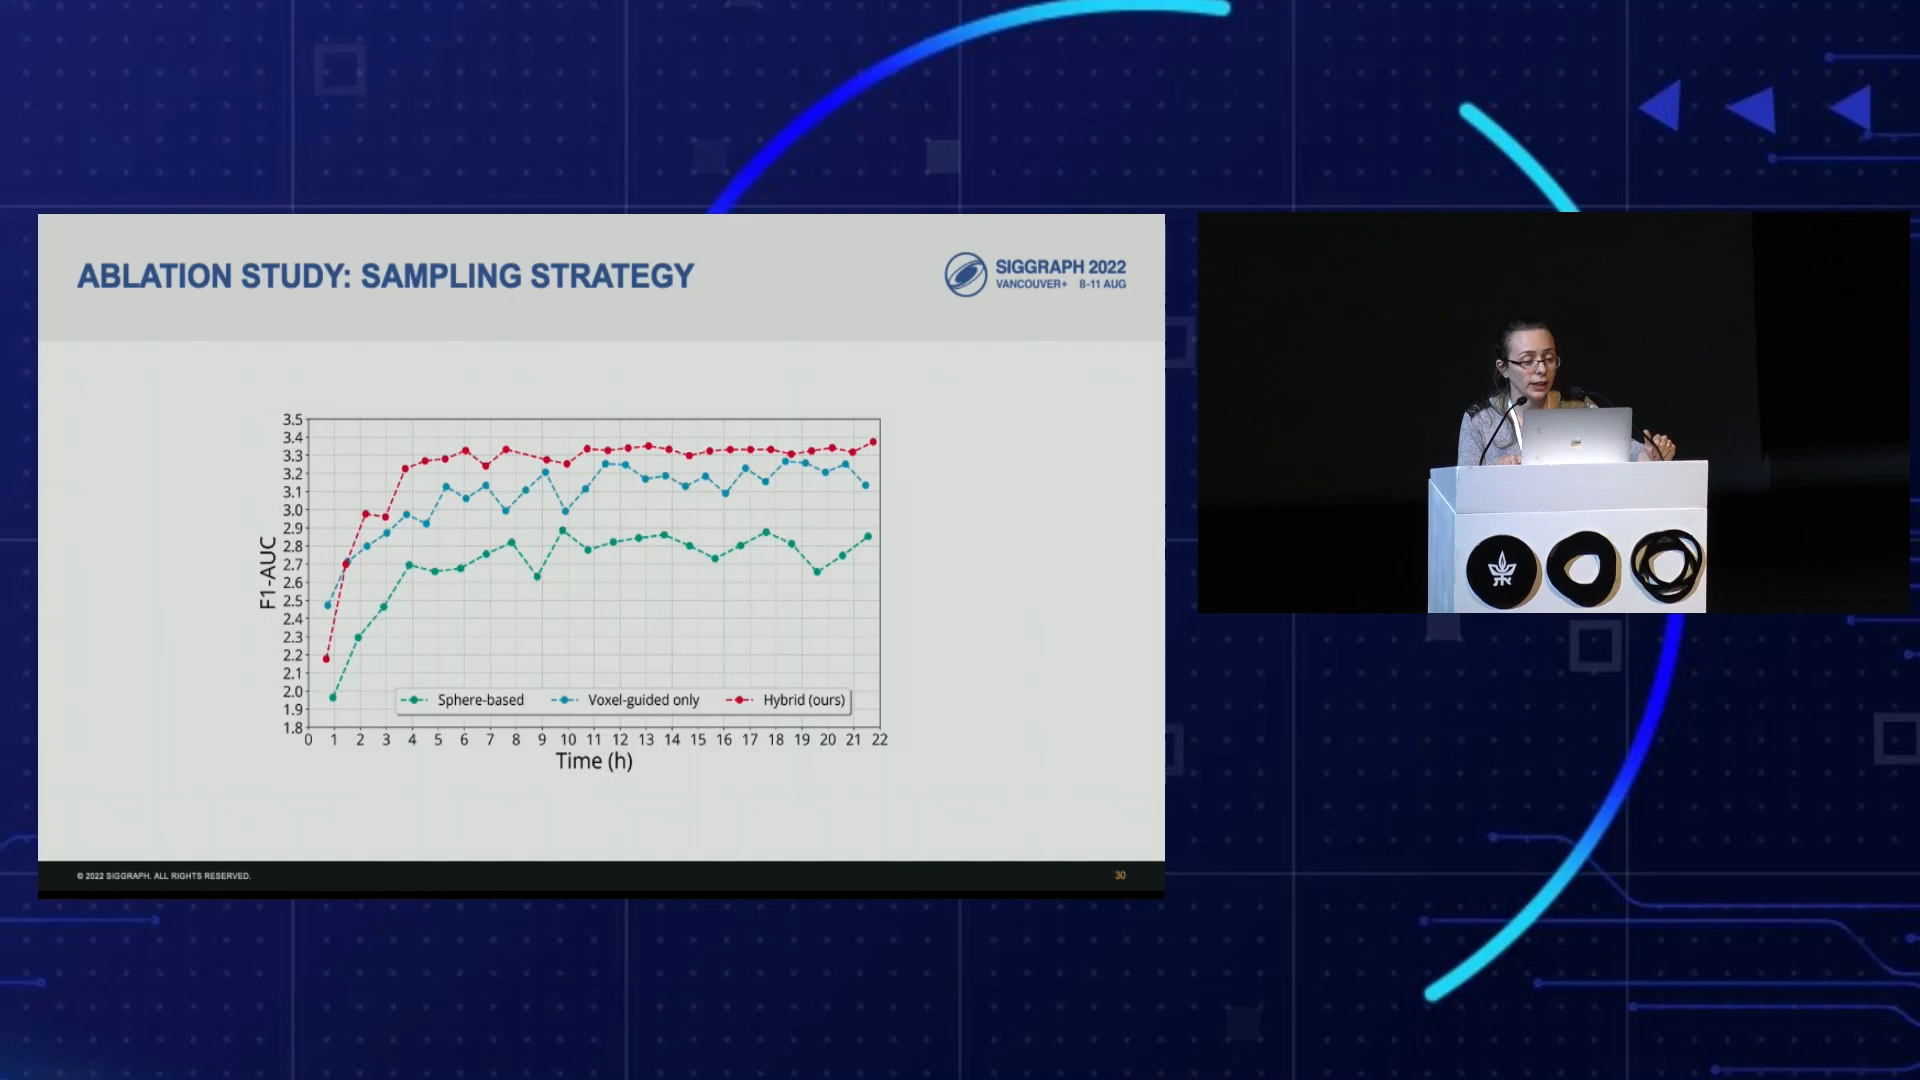 ABLATION STUDY: SAMPLING STRATEGY
SIGGRAPH 2022
VANCOUVER+ 8-11 AUG
3.5
3.4
3.3
3.2
3.1
3.0
2.9
2.8
2.7
2.6
2.5
2.4
2.3
2.2
2.1
2.0
1.9
1.8
F1-AUC
Sphere-based Voxel-guided only Hybrid (ours)
0 1 2 3 4 5 6 7 8 9 10 11 12 13 14 15 16 17 18 19 20 21 22
Time (h)
© 2022 SIGGRAPH. ALL RIGHTS RESERVED.
30